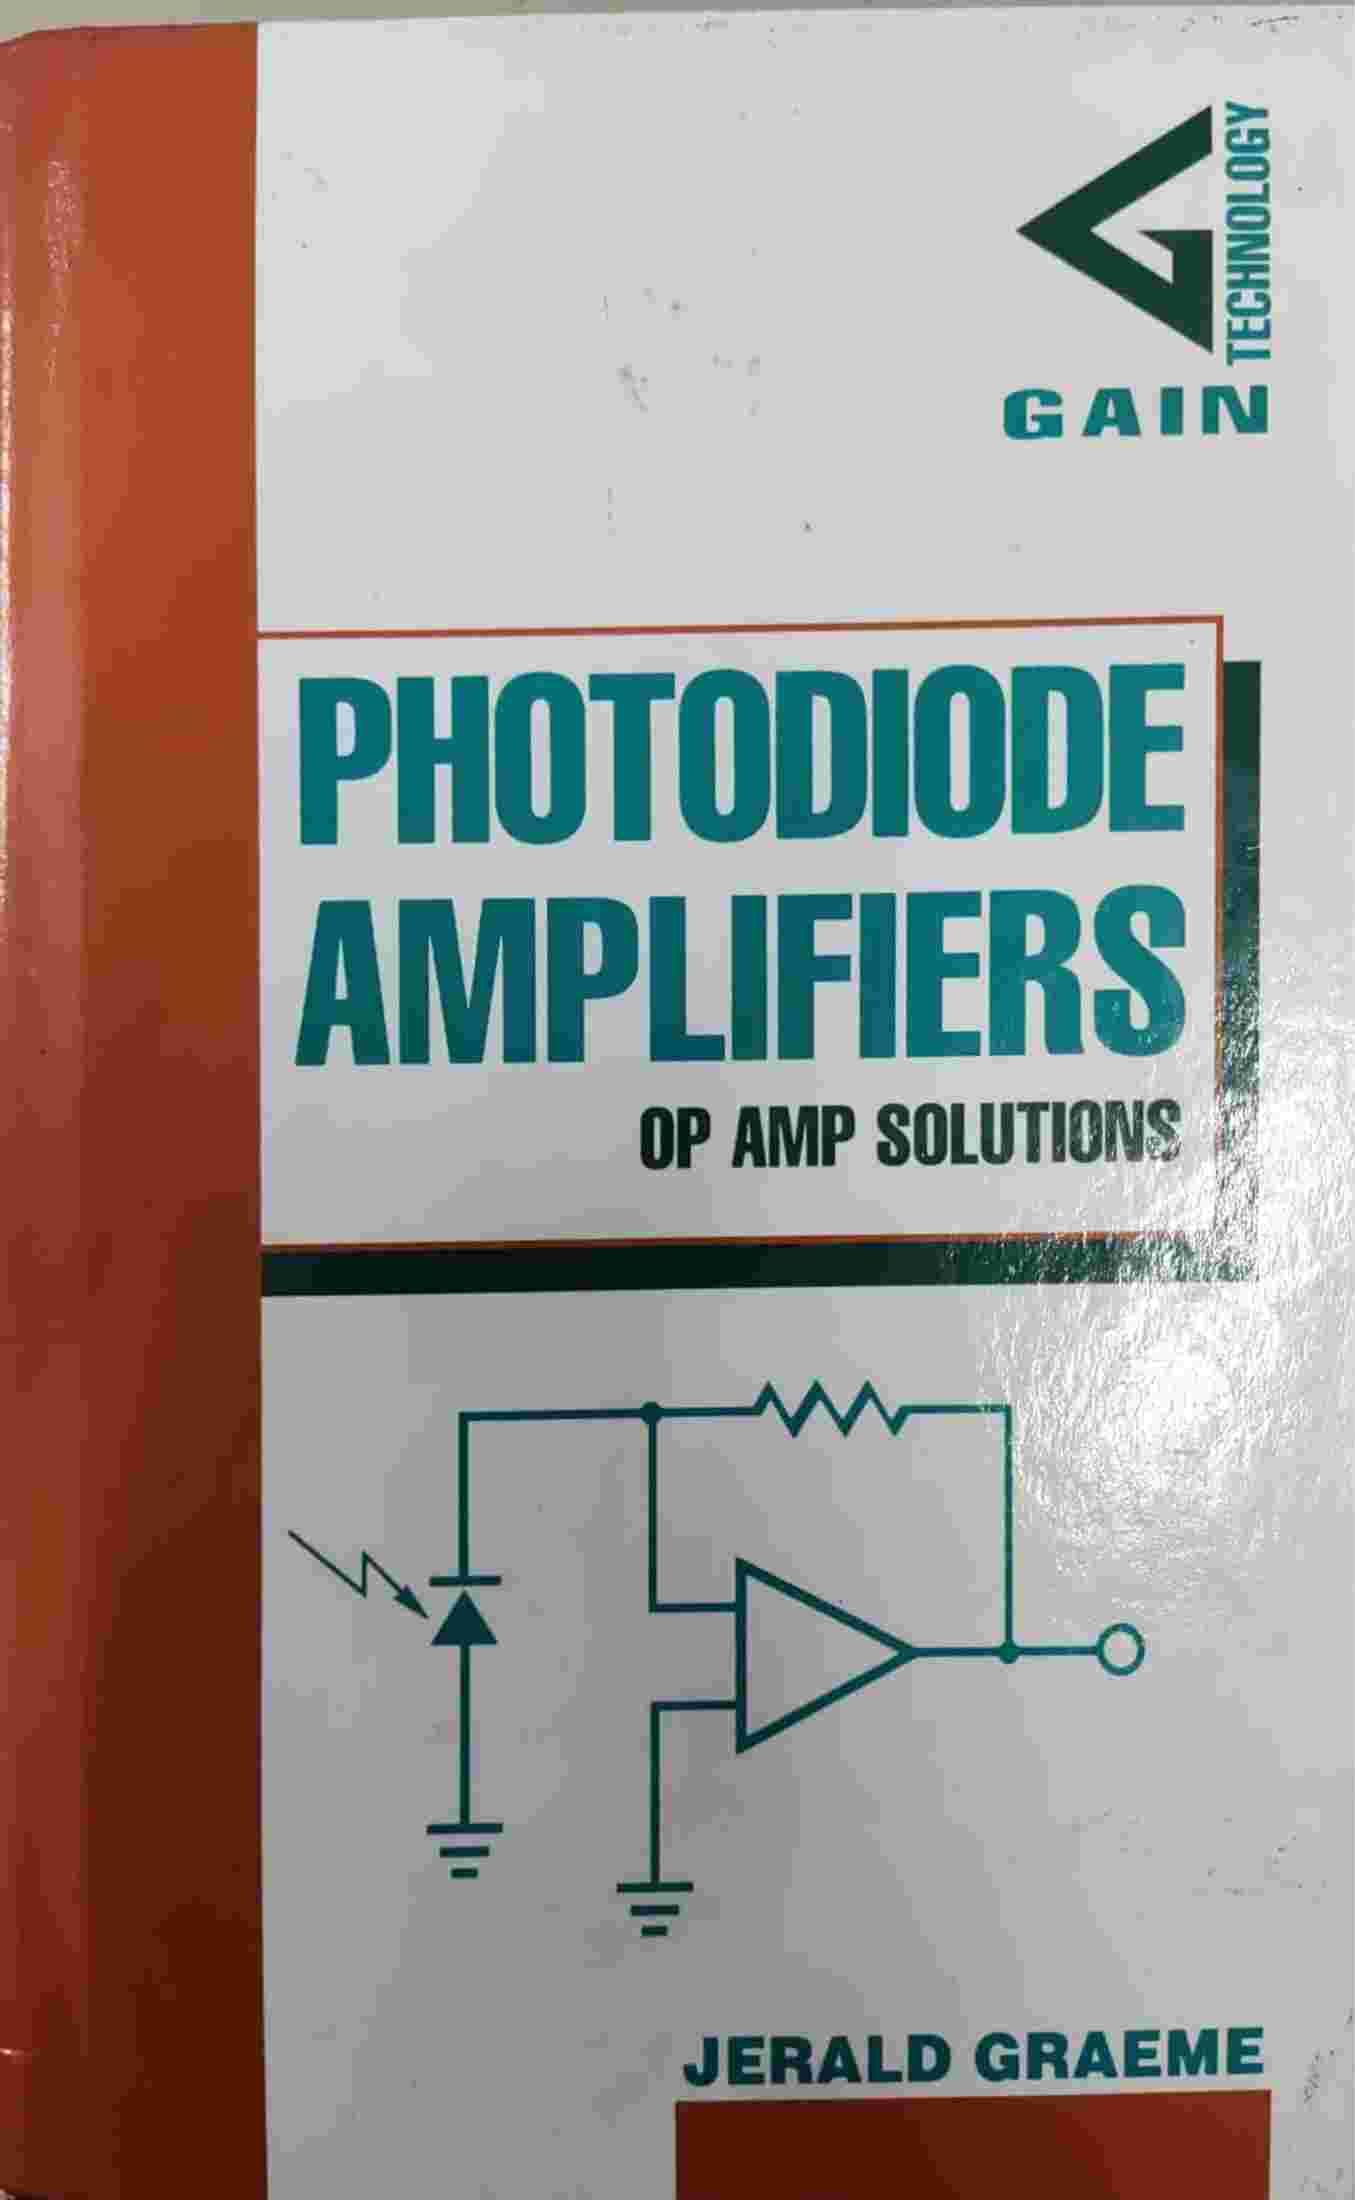 TECHNOLOGY
GAIN
PHOTODIODE
AMPLIFIERS
OP AMP SOLUTIONS
JERALD GRAEME